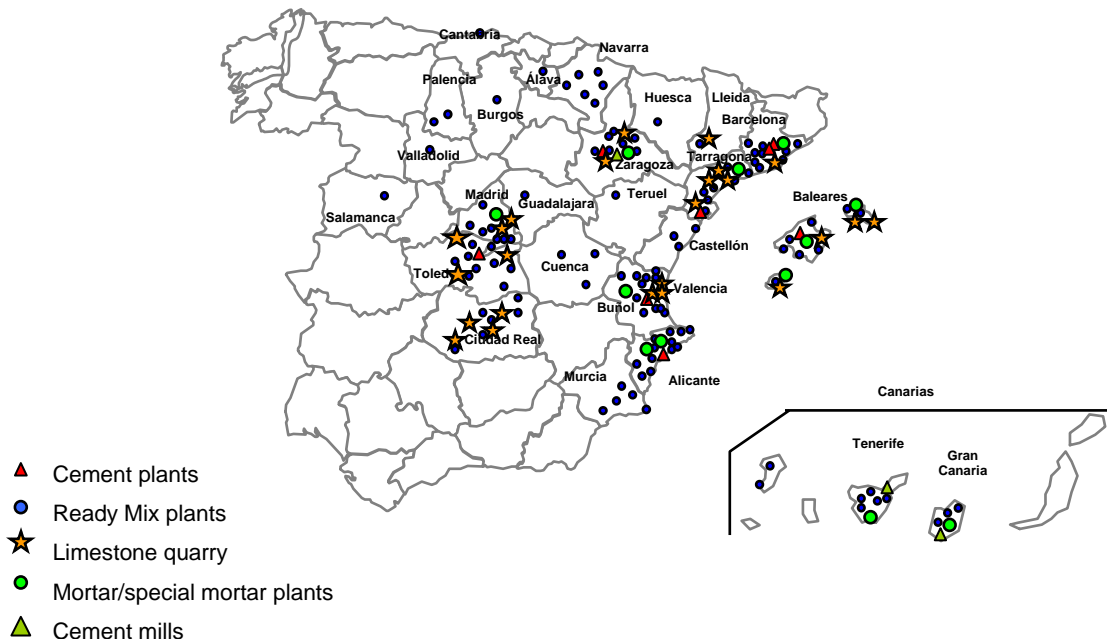 Cantabria
Navarra
Palencia
Álava
Huesca
Lleida
Burgos
Barcelona
Valladolid
Zaragoza
Tarragona
Madrid
Guadalajara
Teruel
Baleares
Salamanca
Castellón
Toledo
Cuenca
Valencia
Buñol
Ciudad Real
Murcia
Alicante
Canarias
Tenerife
Gran
Canaria
Cement plants
Ready Mix plants
Limestone quarry
Mortar/special mortar plants
Cement mills